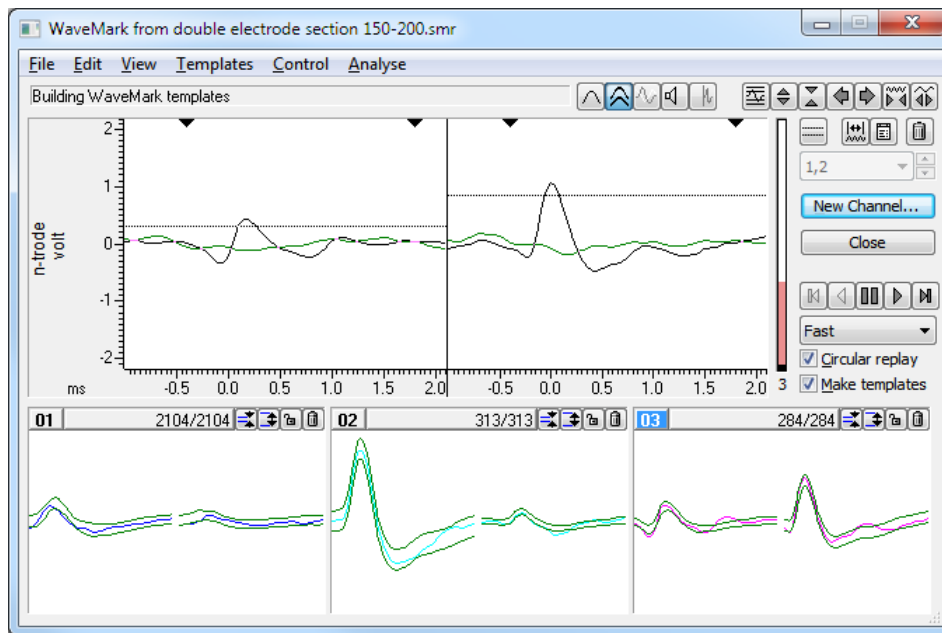 WaveMark from double electrode section 150-200.smr
File Edit View Templates Control Analyse
Building WaveMark templates
1,2
New Channel...
Close
Fast
Circular replay
Make templates
3
n-trode
volt
2
1
0
-1
-2
ms -0.5 0.0 0.5 1.0 1.5 2.0 -0.5 0.0 0.5 1.0 1.5 2.0
01 2104/2104 02 313/313 03 284/284